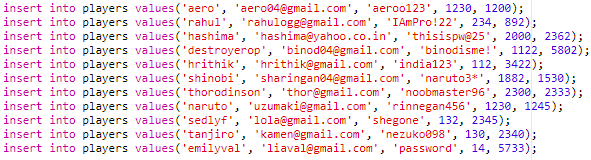 insert into players values('aero', 'aero04@gmail.com', 'aeroo123', 1230, 1200);
insert into players values('rahul', 'rahulogg@gmail.com', 'IAmPro!22', 234, 892);
insert into players values('hashima', 'hashima@yahoo.co.in', 'thisispw@25', 2000, 2362);
insert into players values('destroyerop', 'binod04@gmail.com', 'binodisme!', 1122, 5802);
insert into players values('hrithik', 'hrithik@gmail.com', 'india123', 112, 3422);
insert into players values('shinobi', 'sharingan04@gmail.com', 'naruto3*', 1882, 1530);
insert into players values('thorodinson', 'thor@gmail.com', 'noobmaster96', 2300, 2333);
insert into players values('naruto', 'uzumaki@gmail.com', 'rinnegan456', 1230, 1245);
insert into players values('sedlyf', 'lola@gmail.com', 'shegone', 132, 2345);
insert into players values('tanjiro', 'kamen@gmail.com', 'nezuko098', 130, 2340);
insert into players values('emilyval', 'liaval@gmail.com', 'password', 14, 5733);